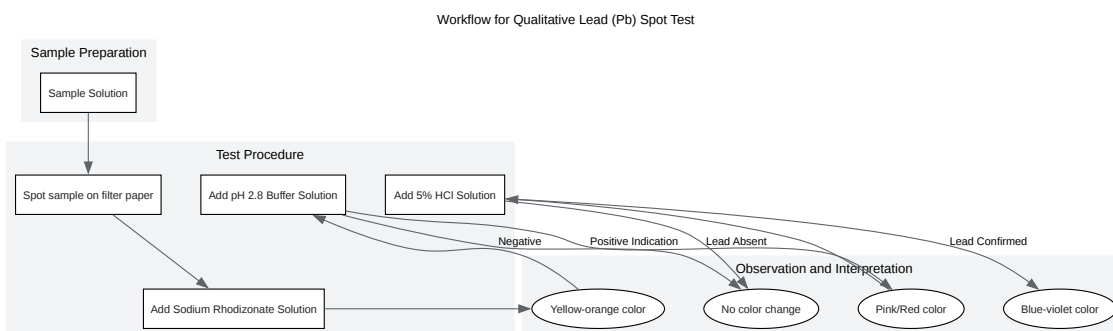 Workflow for Qualitative Lead (Pb) Spot Test
Sample Preparation
Sample Solution
Test Procedure
Spot sample on filter paper
Add pH 2.8 Buffer Solution
Add 5% HCl Solution
Negative
Positive Indication
Lead Absent
Lead Confirmed
Observation and Interpretation
Add Sodium Rhodizonate Solution
Yellow-orange color
No color change
Pink/Red color
Blue-violet color